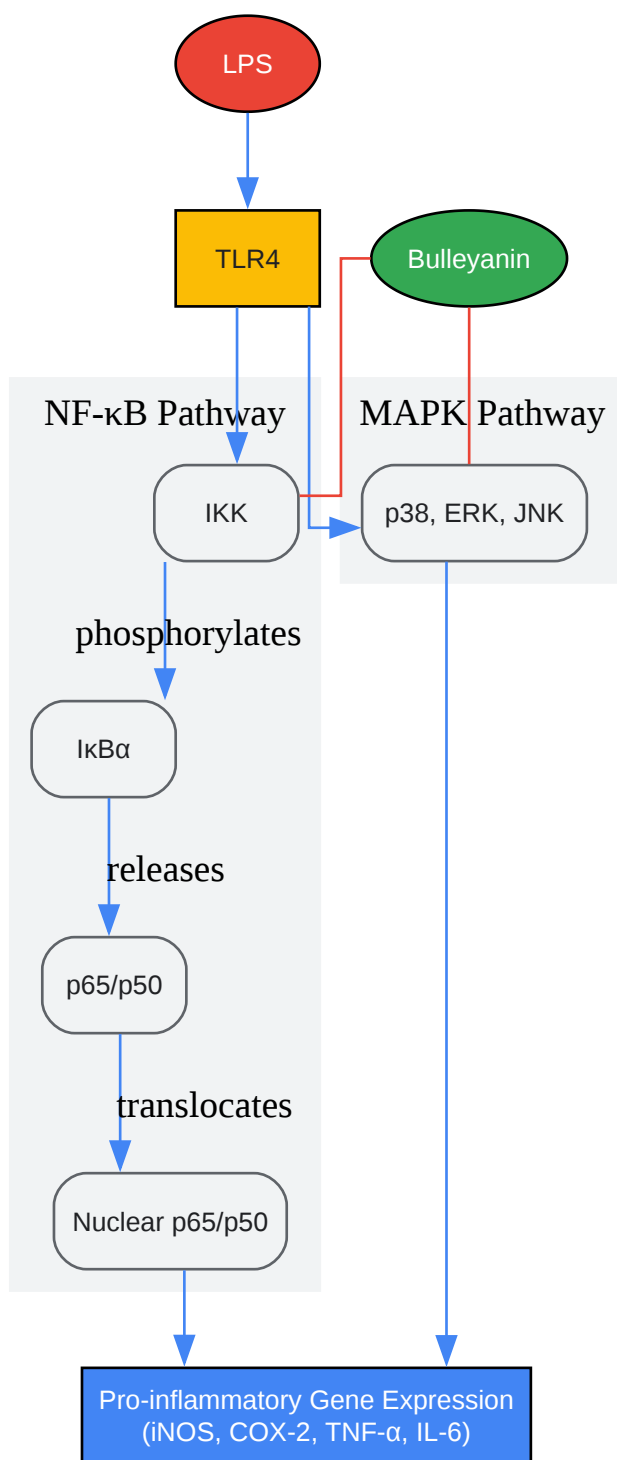 LPS
TLR4
Bulleyanin
NF-κB Pathway
MAPK Pathway
IKK
p38, ERK, JNK
phosphorylates
IκBα
releases
p65/p50
translocates
Nuclear p65/p50
Pro-inflammatory Gene Expression
(iNOS, COX-2, TNF-α, IL-6)